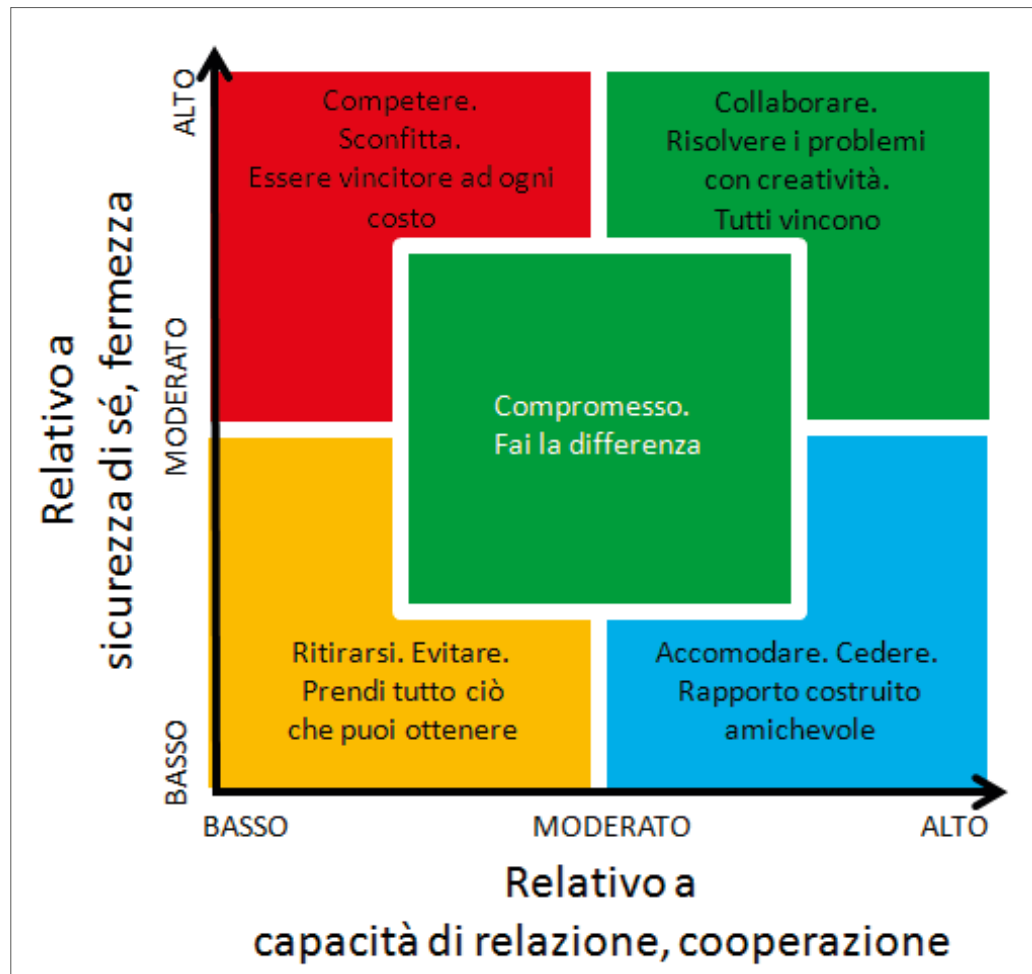 ALTO
MODERATO
BASSO
Relativo a
sicurezza di sé, fermezza
Competere.
Sconfitta.
Essere vincitore ad ogni
costo
Collaborare.
Risolvere i problemi
con creatività.
Tutti vincono
Compromesso.
Fai la differenza
Ritirarsi. Evitare.
Prendi tutto ciò
che puoi ottenere
Accomodare. Cedere.
Rapporto costruito
amichevole
BASSO
MODERATO
ALTO
Relativo a
capacità di relazione, cooperazione